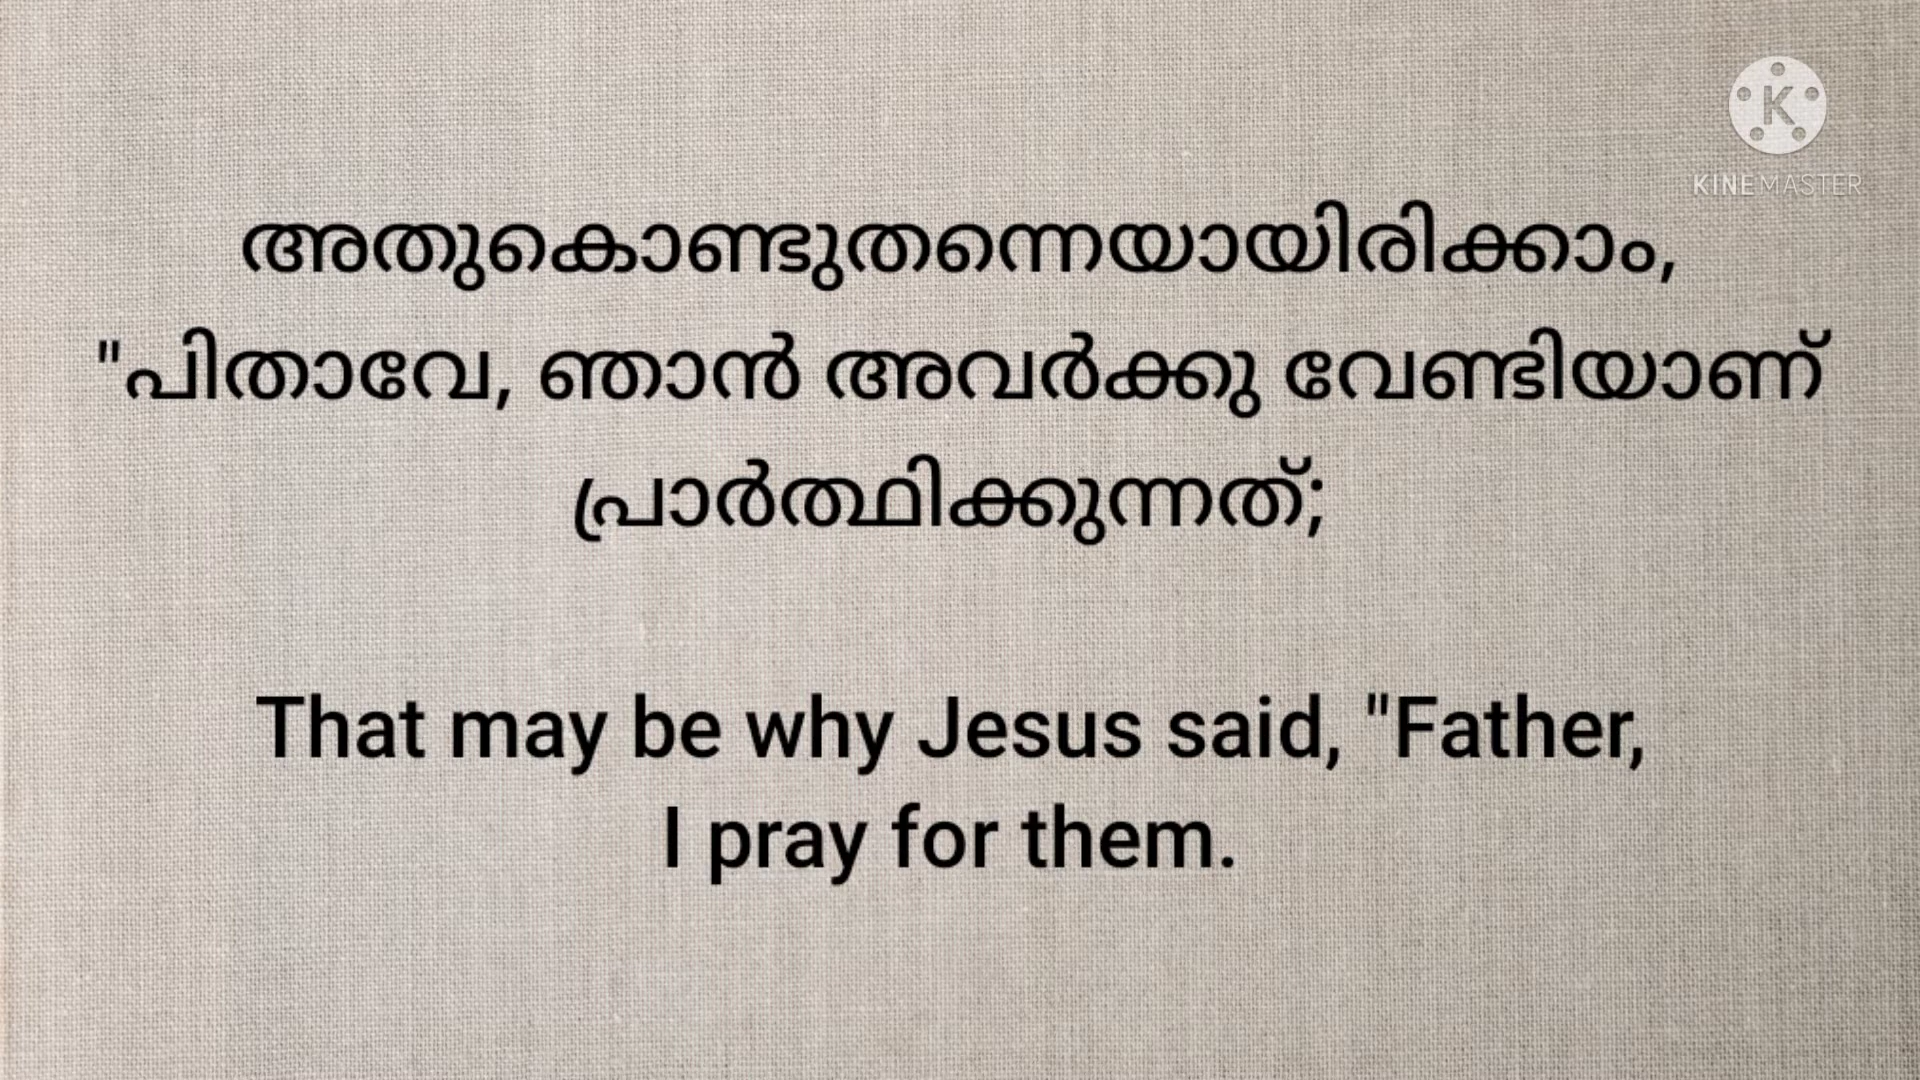 K
KINEMASTER
അതുകൊണ്ടുതന്നെയായിരിക്കാം,
"പിതാവേ, ഞാൻ അവർക്കു വേണ്ടിയാണ്
പ്രാർത്ഥിക്കുന്നത്;
That may be why Jesus said, "Father,
I pray for them.